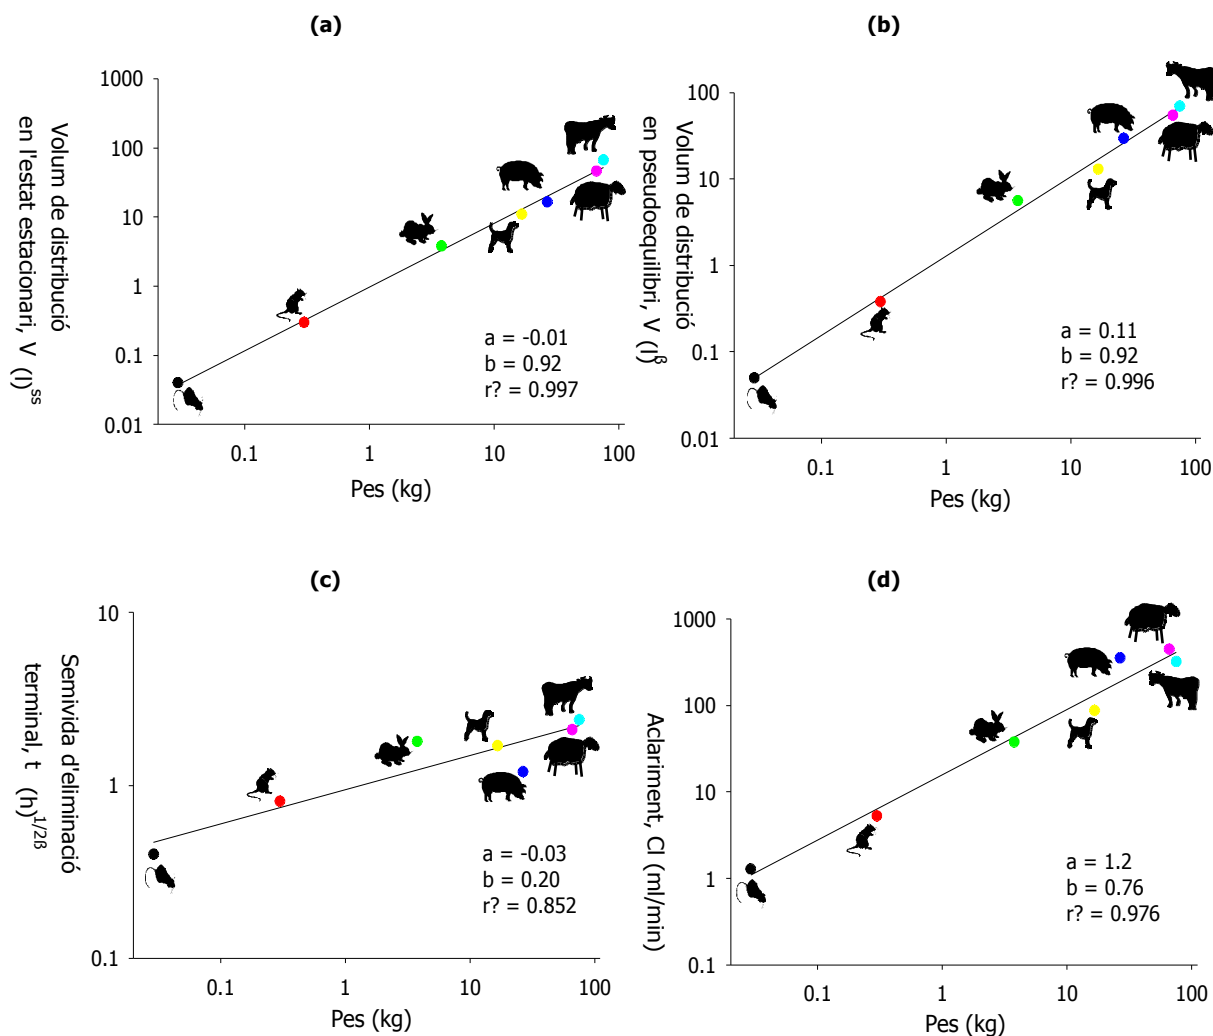 (a)
1000
100
10
1
0.1
0.01
Volum de distribució
en l'estat estacionari, V (l)ss
a = -0.01
b = 0.92
r? = 0.997
0.1 1 10 100
Pes (kg)
(b)
100
10
1
0.1
0.01
Volum de distribució
en pseudoequilibri, V (l)β
a = 0.11
b = 0.92
r? = 0.996
0.1 1 10 100
Pes (kg)
(c)
10
1
0.1
Semivida d'eliminació
terminal, t (h)1/2ß
a = -0.03
b = 0.20
r? = 0.852
0.1 1 10 100
Pes (kg)
(d)
1000
100
10
1
0.1
Aclariment, Cl (ml/min)
a = 1.2
b = 0.76
r? = 0.976
0.1 1 10 100
Pes (kg)